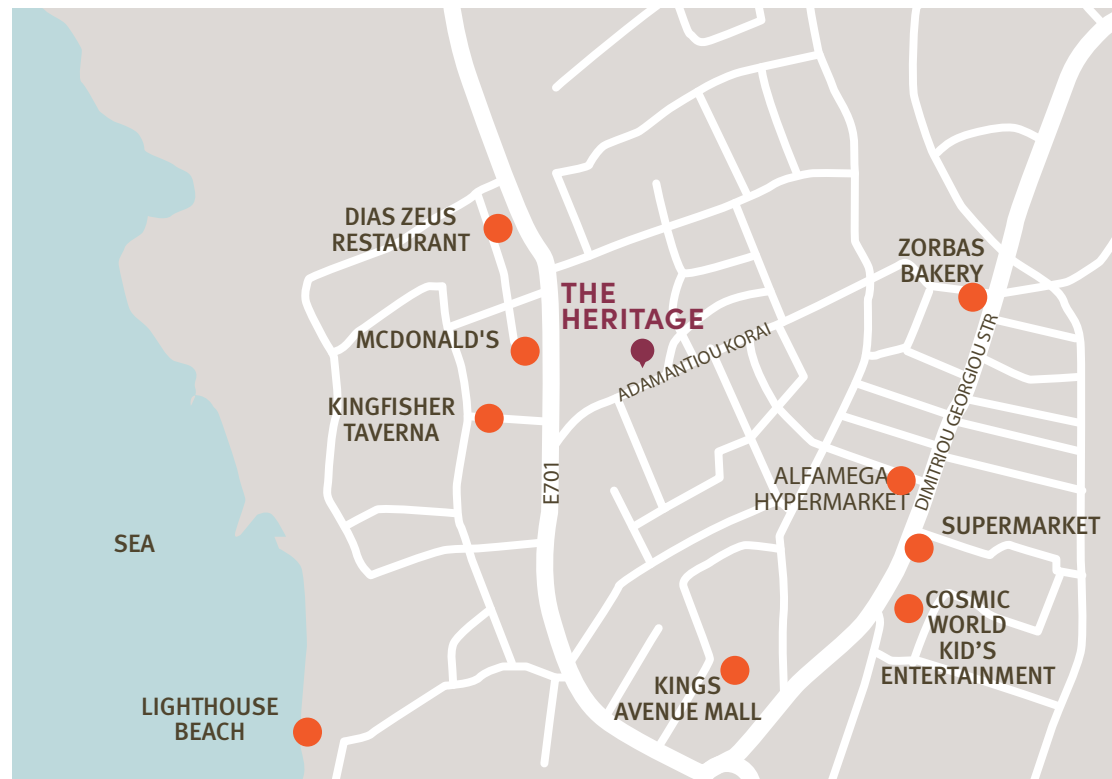 DIAS ZEUS
RESTAURANT
ZORBAS
BAKERY
THE
HERITAGE
MCDONALD'S
ADAMANTIOU KORAI
KINGFISHER
TAVERNA
DIMITRIOU GEORGIOU STR
E701
ALFAMEGA
HYPERMARKET
SUPERMARKET
SEA
COSMIC
WORLD
KID’S
ENTERTAINMENT
KINGS
AVENUE MALL
LIGHTHOUSE
BEACH